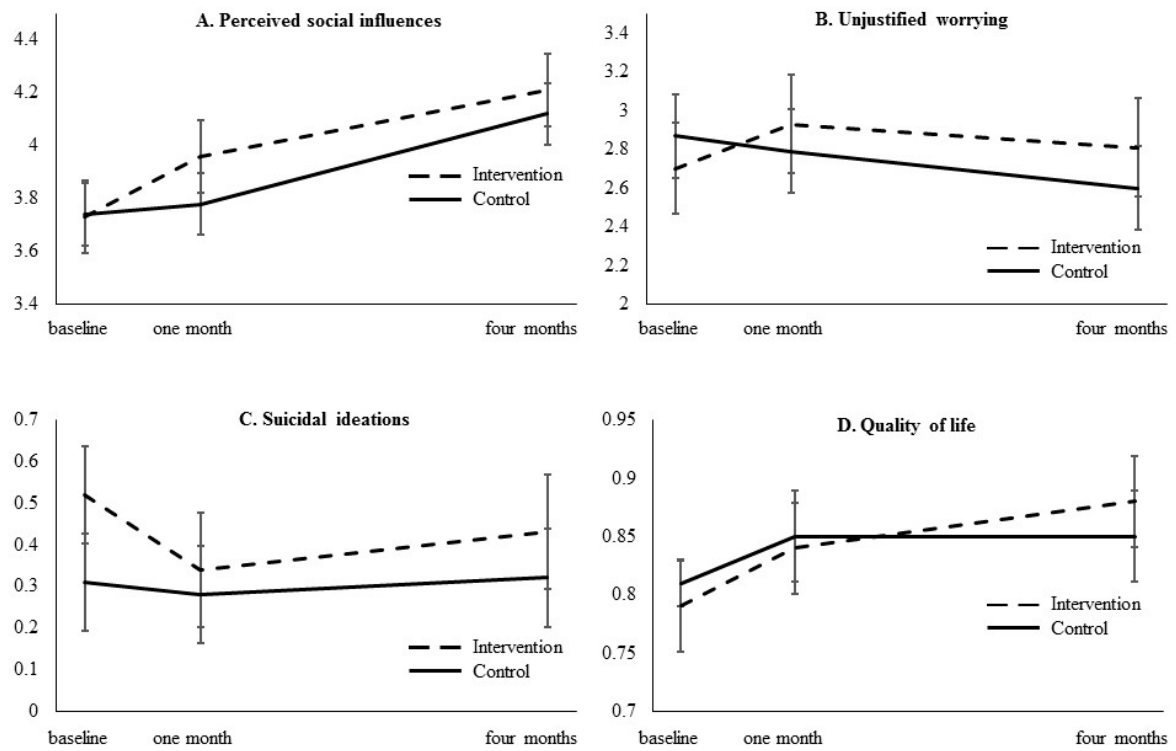 A. Perceived social influences
4.4
4.2
4
3.8
3.6
3.4
Intervention
Control
baseline one month four months
B. Unjustified worrying
3.4
3.2
3
2.8
2.6
2.4
2.2
2
Intervention
Control
baseline one month four months
C. Suicidal ideations
0.7
0.6
0.5
0.4
0.3
0.2
0.1
0
Intervention
Control
baseline one month four months
D. Quality of life
0.95
0.9
0.85
0.8
0.75
0.7
Intervention
Control
baseline one month four months